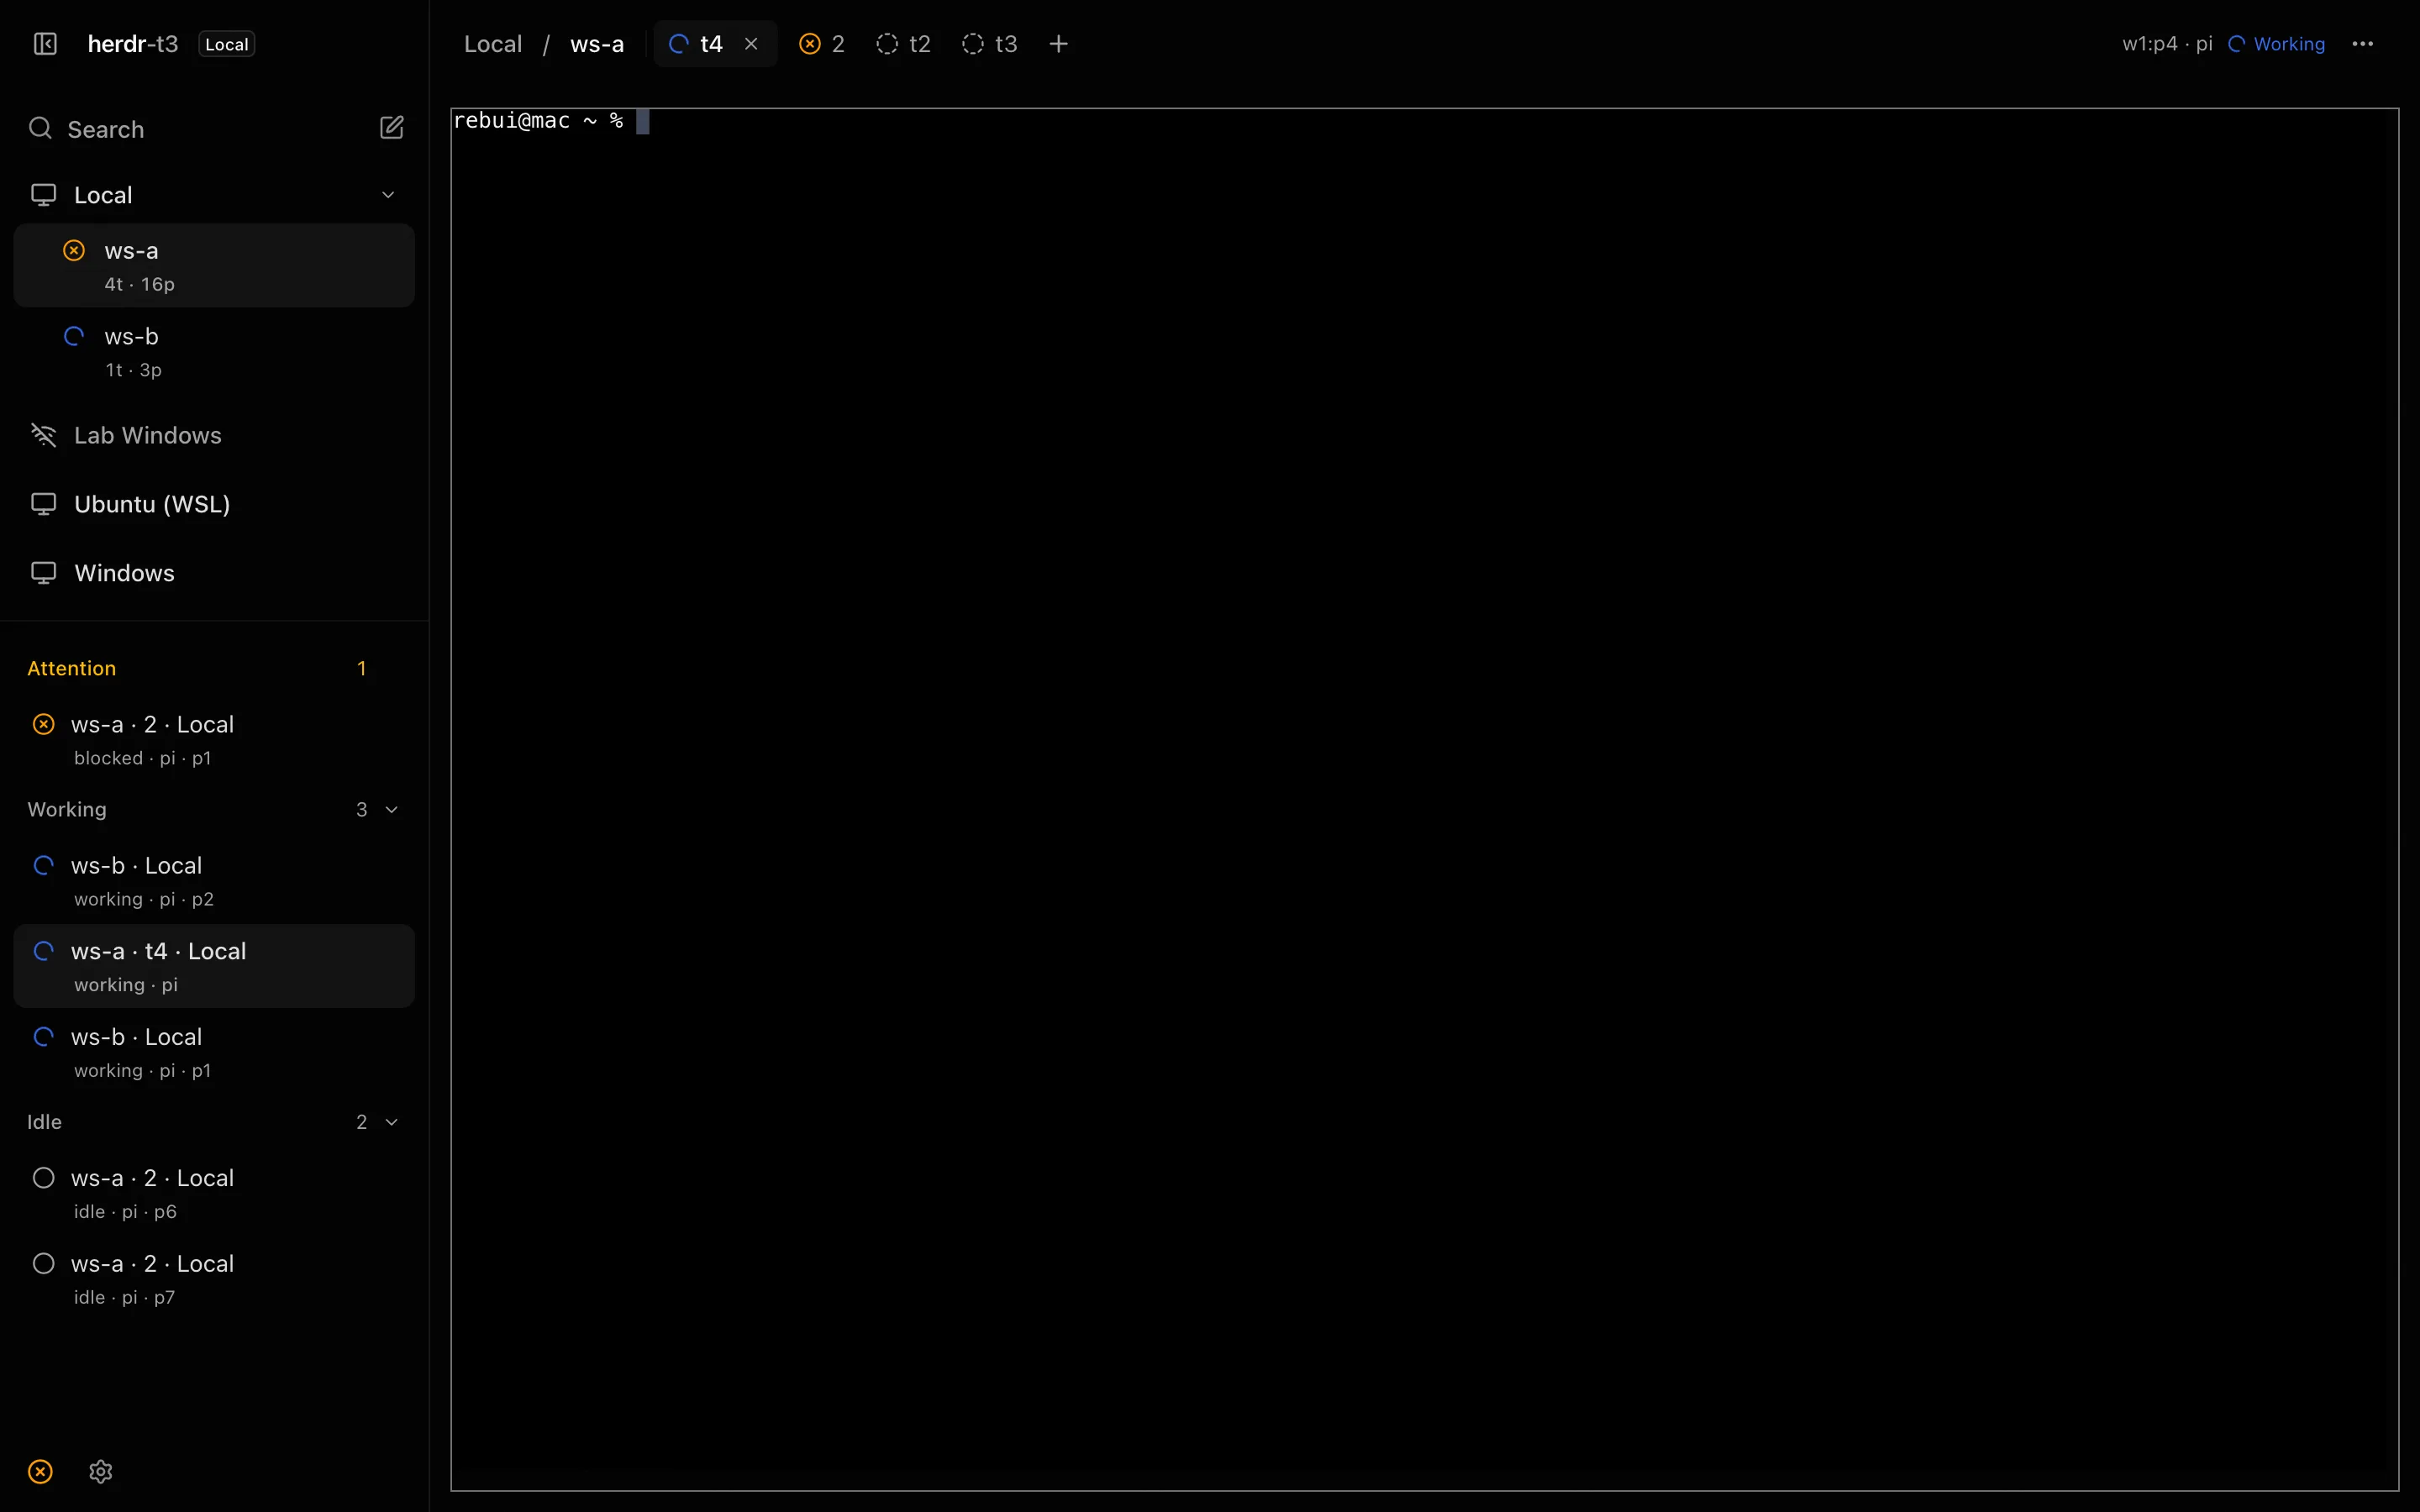 herdr-t3 Local
Search
Local
ws-a
4t · 16p
ws-b
1t · 3p
Lab Windows
Ubuntu (WSL)
Windows
Attention 1
ws-a · 2 · Local
blocked · pi · p1
Working 3
ws-b · Local
working · pi · p2
ws-a · t4 · Local
working · pi
ws-b · Local
working · pi · p1
Idle 2
ws-a · 2 · Local
idle · pi · p6
ws-a · 2 · Local
idle · pi · p7
Local / ws-a t4 2 t2 t3
w1:p4 · pi Working
rebui@mac ~ %